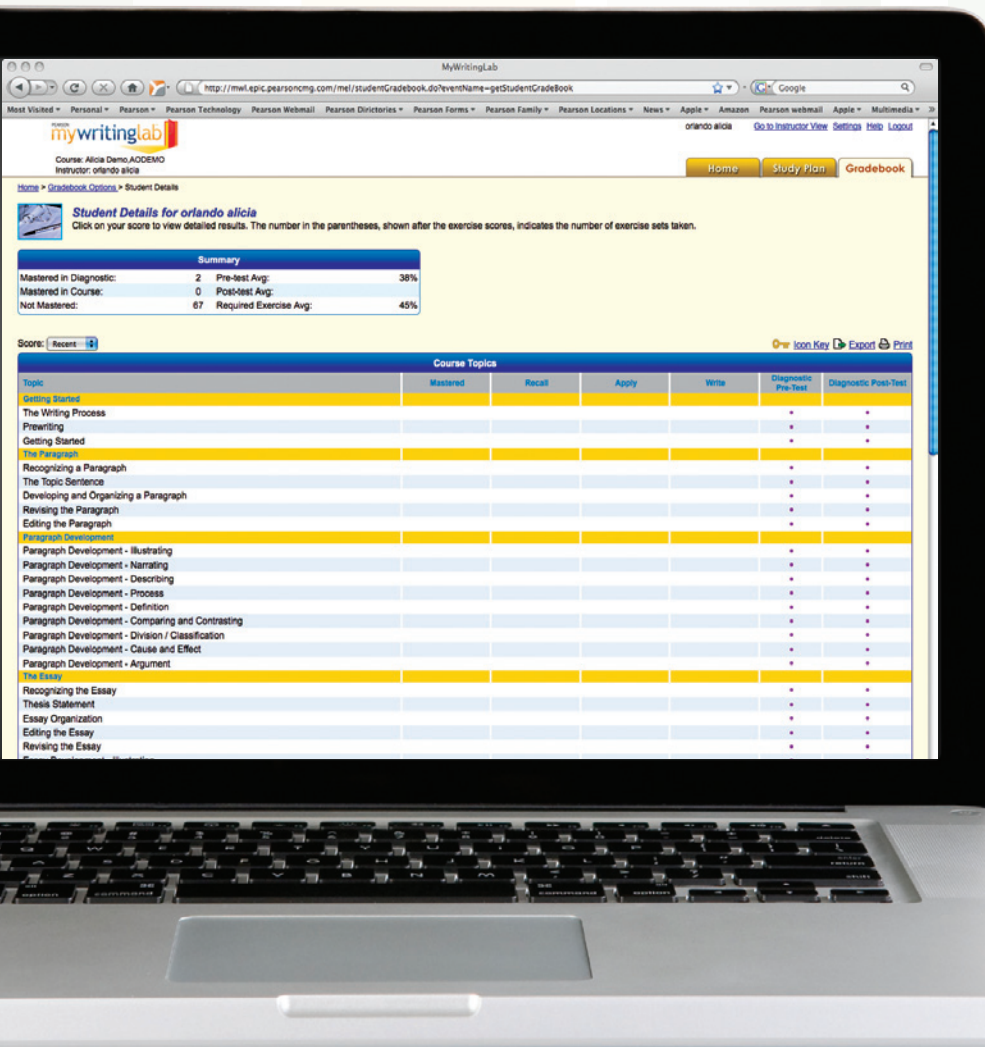 MyWritingLab
http://mwl.epic.pearsoncmg.com/mel/studentGradebook.do?eventName=getStudentGradeBook
Google
Most Visited Personal Pearson Pearson Technology Pearson Webmail Pearson Dirictories Pearson Forms Pearson Family Pearson Locations News Apple Amazon Pearson webmail Apple Multimedia
PEARSON
mywritinglab
orlando alicia Go to Instructor View Settings Help Logout
Course: Alicia Demo,AODEMO
Instructor: orlando alicia
Home Study Plan Gradebook
Home > Gradebook Options > Student Details
Student Details for orlando alicia
Click on your score to view detailed results. The number in the parentheses, shown after the exercise scores, indicates the number of exercise sets taken.
Summary
Mastered in Diagnostic: 2 Pre-test Avg: 38%
Mastered in Course: 0 Post-test Avg:
Not Mastered: 67 Required Exercise Avg: 45%
Score: Recent
Icon Key Export Print
Course Topics
Topic Mastered Recall Apply Write Diagnostic Pre-Test Diagnostic Post-Test
Getting Started
The Writing Process
Prewriting
Getting Started
The Paragraph
Recognizing a Paragraph
The Topic Sentence
Developing and Organizing a Paragraph
Revising the Paragraph
Editing the Paragraph
Paragraph Development
Paragraph Development - Illustrating
Paragraph Development - Narrating
Paragraph Development - Describing
Paragraph Development - Process
Paragraph Development - Definition
Paragraph Development - Comparing and Contrasting
Paragraph Development - Division / Classification
Paragraph Development - Cause and Effect
Paragraph Development - Argument
The Essay
Recognizing the Essay
Thesis Statement
Essay Organization
Editing the Essay
Revising the Essay
delete
enter
return
shift
option command command option